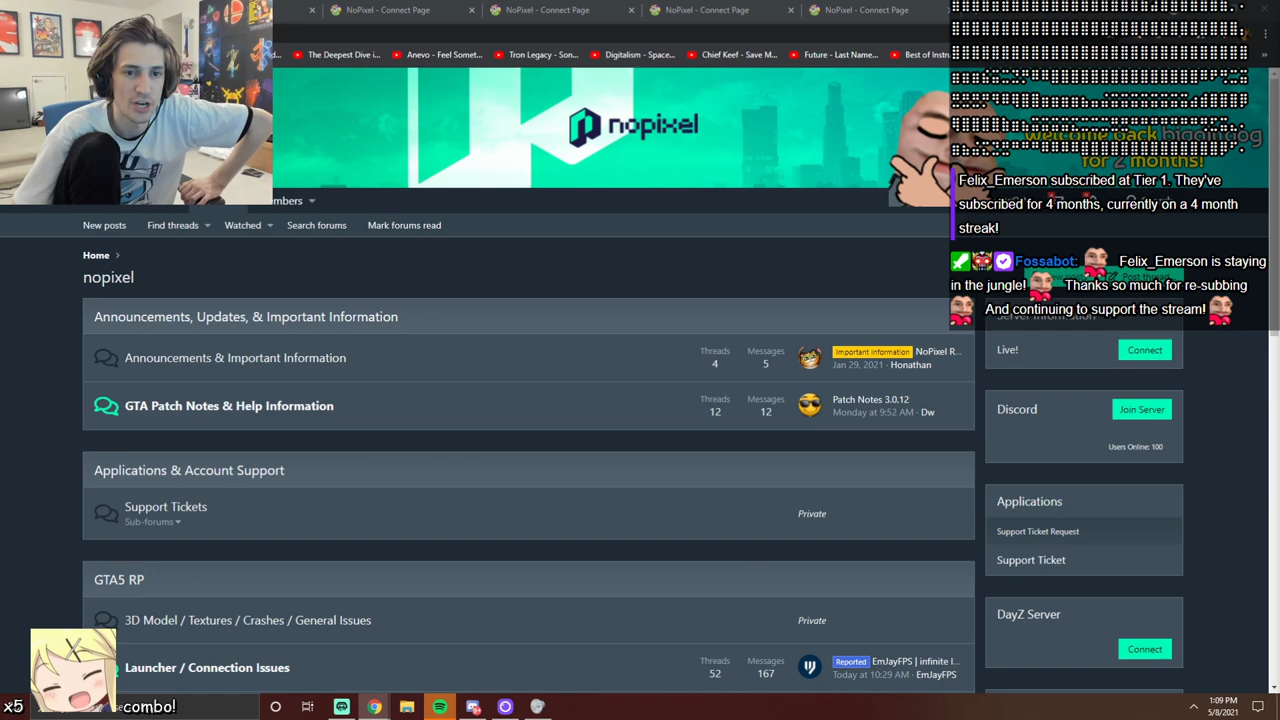 NoPixel - Connect Page
NoPixel - Connect Page
NoPixel - Connect Page
NoPixel - Connect Page
The Deepest Dive i...
Anevo - Feel Somet...
Tron Legacy - Son...
Digitalism - Space...
Chief Keef - Save M...
Future - Last Name...
Best of Instru
nopixel
welcome back
for 2 months!
Felix_Emerson subscribed at Tier 1. They've
subscribed for 4 months, currently on a 4 month
streak!
Fossabot: Felix_Emerson is staying
in the jungle! Thanks so much for re-subbing
And continuing to support the stream!
mbers
New posts
Find threads
Watched
Search forums
Mark forums read
Home
nopixel
Post thread
Announcements, Updates, & Important Information
Announcements & Important Information
Threads
4
Messages
5
Important Information NoPixel R...
Jan 29, 2021 · Honathan
GTA Patch Notes & Help Information
Threads
12
Messages
12
Patch Notes 3.0.12
Monday at 9:52 AM · Dw
Applications & Account Support
Support Tickets
Sub-forums
Private
GTA5 RP
3D Model / Textures / Crashes / General Issues
Private
Launcher / Connection Issues
Threads
52
Messages
167
Reported EmJayFPS | infinite l...
Today at 10:29 AM · EmJayFPS
Server Information
Live!
Connect
Discord
Join Server
Users Online: 100
Applications
Support Ticket Request
Support Ticket
DayZ Server
Connect
x5
combo!
1:09 PM
5/8/2021